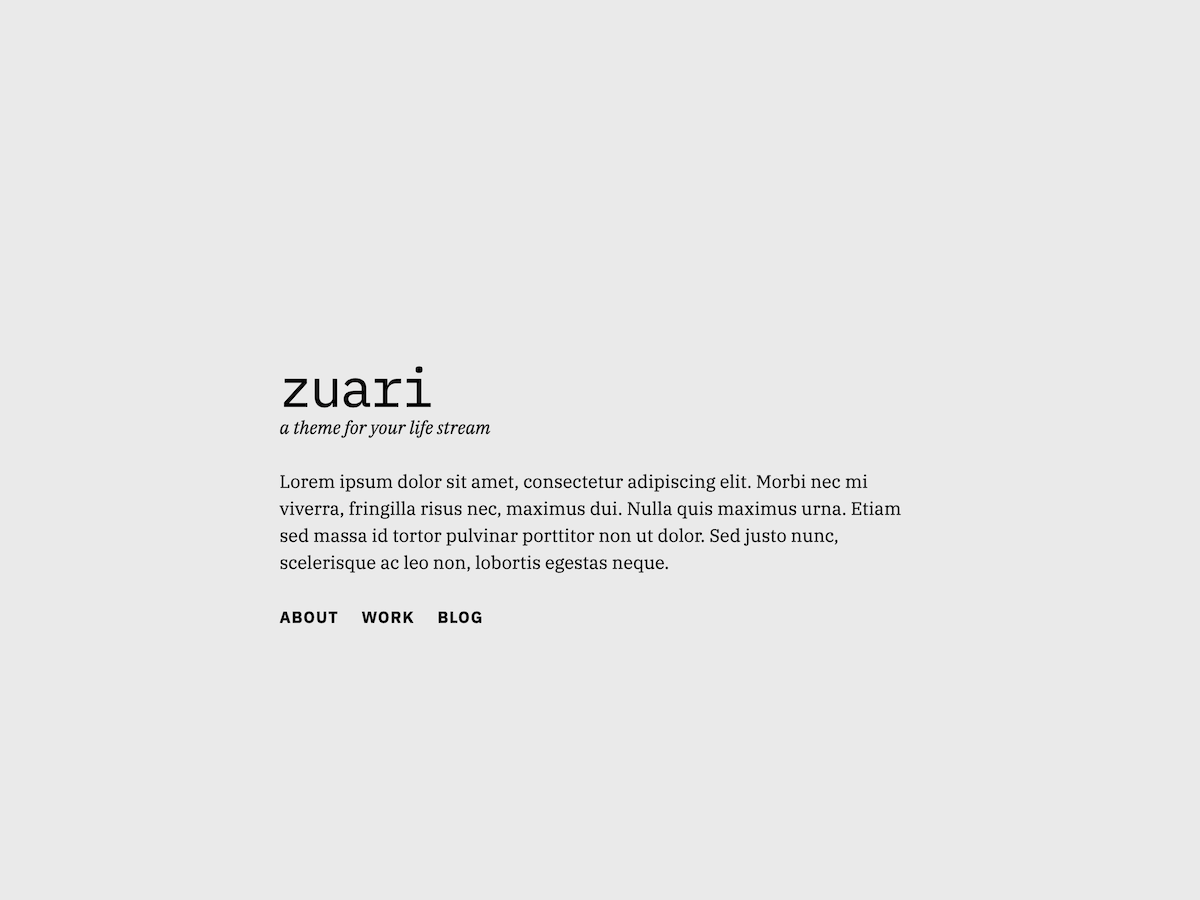 zuari
a theme for your life stream
Lorem ipsum dolor sit amet, consectetur adipiscing elit. Morbi nec mi
viverra, fringilla risus nec, maximus dui. Nulla quis maximus urna. Etiam
sed massa id tortor pulvinar porttitor non ut dolor. Sed justo nunc,
scelerisque ac leo non, lobortis egestas neque.
ABOUT WORK BLOG